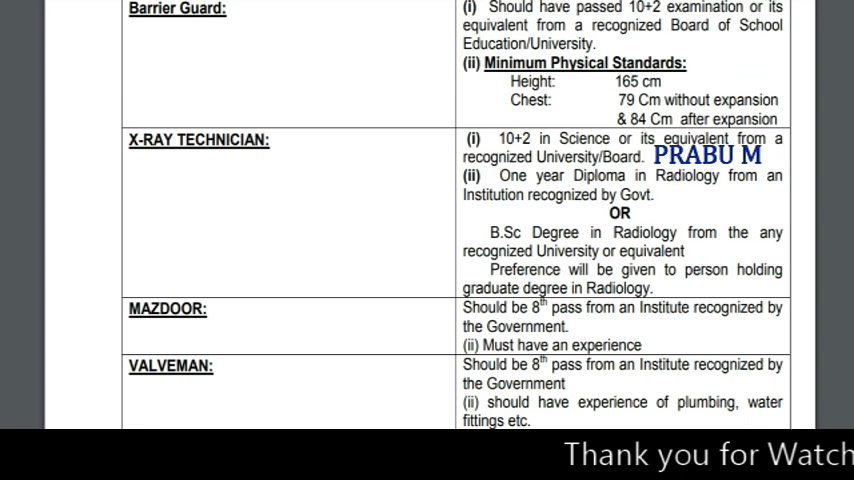 Barrier Guard:
(i) Should have passed 10+2 examination or its
equivalent from a recognized Board of School
Education/University.
(ii) Minimum Physical Standards:
Height: 165 cm
Chest: 79 Cm without expansion
& 84 Cm after expansion
X-RAY TECHNICIAN:
(i) 10+2 in Science or its equivalent from a
recognized University/Board.
PRABU M
(ii) One year Diploma in Radiology from an
Institution recognized by Govt.
OR
B.Sc Degree in Radiology from the any
recognized University or equivalent
Preference will be given to person holding
graduate degree in Radiology.
MAZDOOR:
Should be 8th pass from an Institute recognized by
the Government.
(ii) Must have an experience
VALVEMAN:
Should be 8th pass from an Institute recognized by
the Government
(ii) should have experience of plumbing, water
fittings etc.
Thank you for Watch